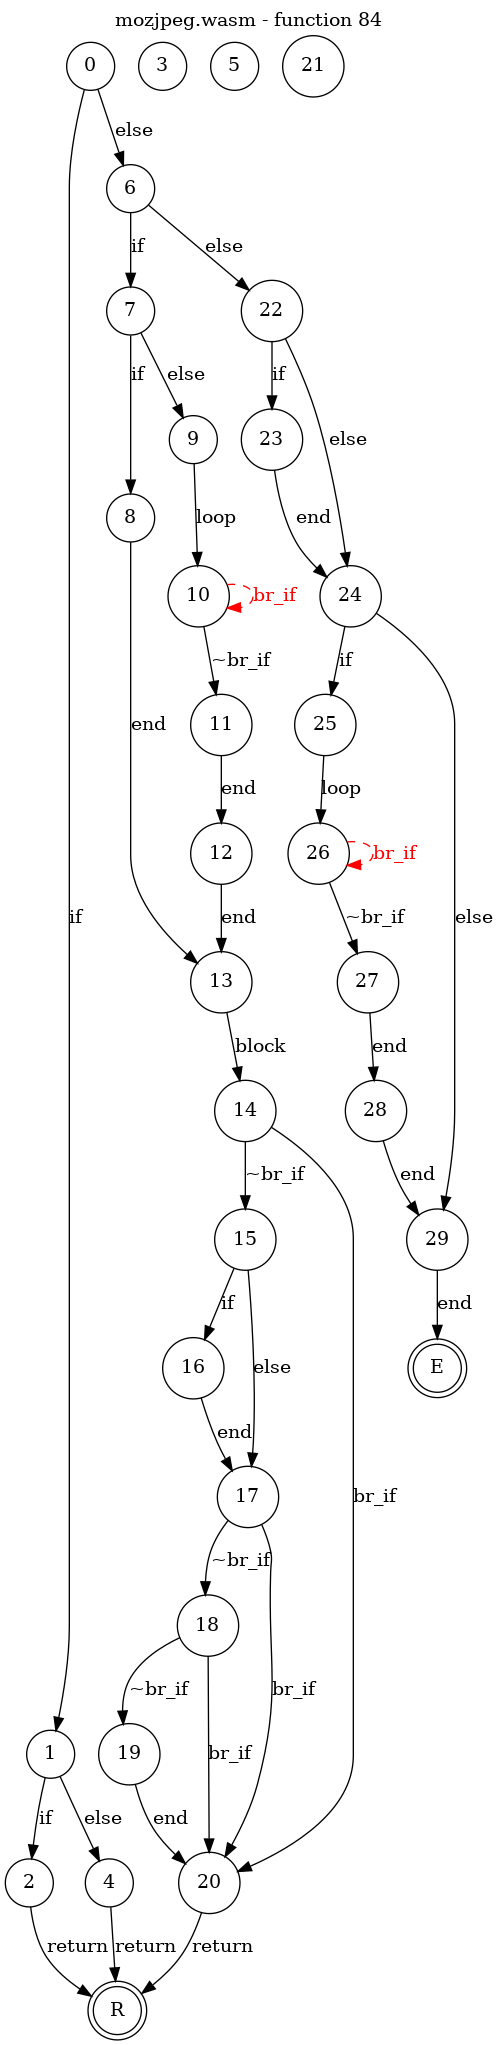 mozjpeg.wasm - function 84
0 3 5 21
else
6
if else
7 22
if else if else
9 23
8
loop end
10 br_if 24
~br_if if
11 25
end end loop
12 26 br_if
end ~br_if
13 27
block end
14 28
~br_if end
15 29
if else end
if else
16 E
end
17
~br_if br_if
18
~br_if br_if
br_if
1 19
if else end
2 4 20
return return return
R